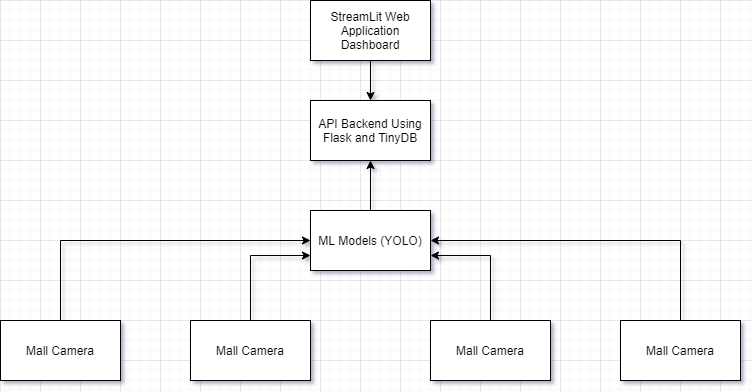 StreamLit Web
Application
Dashboard
API Backend Using
Flask and TinyDB
ML Models (YOLO)
Mall Camera
Mall Camera
Mall Camera
Mall Camera